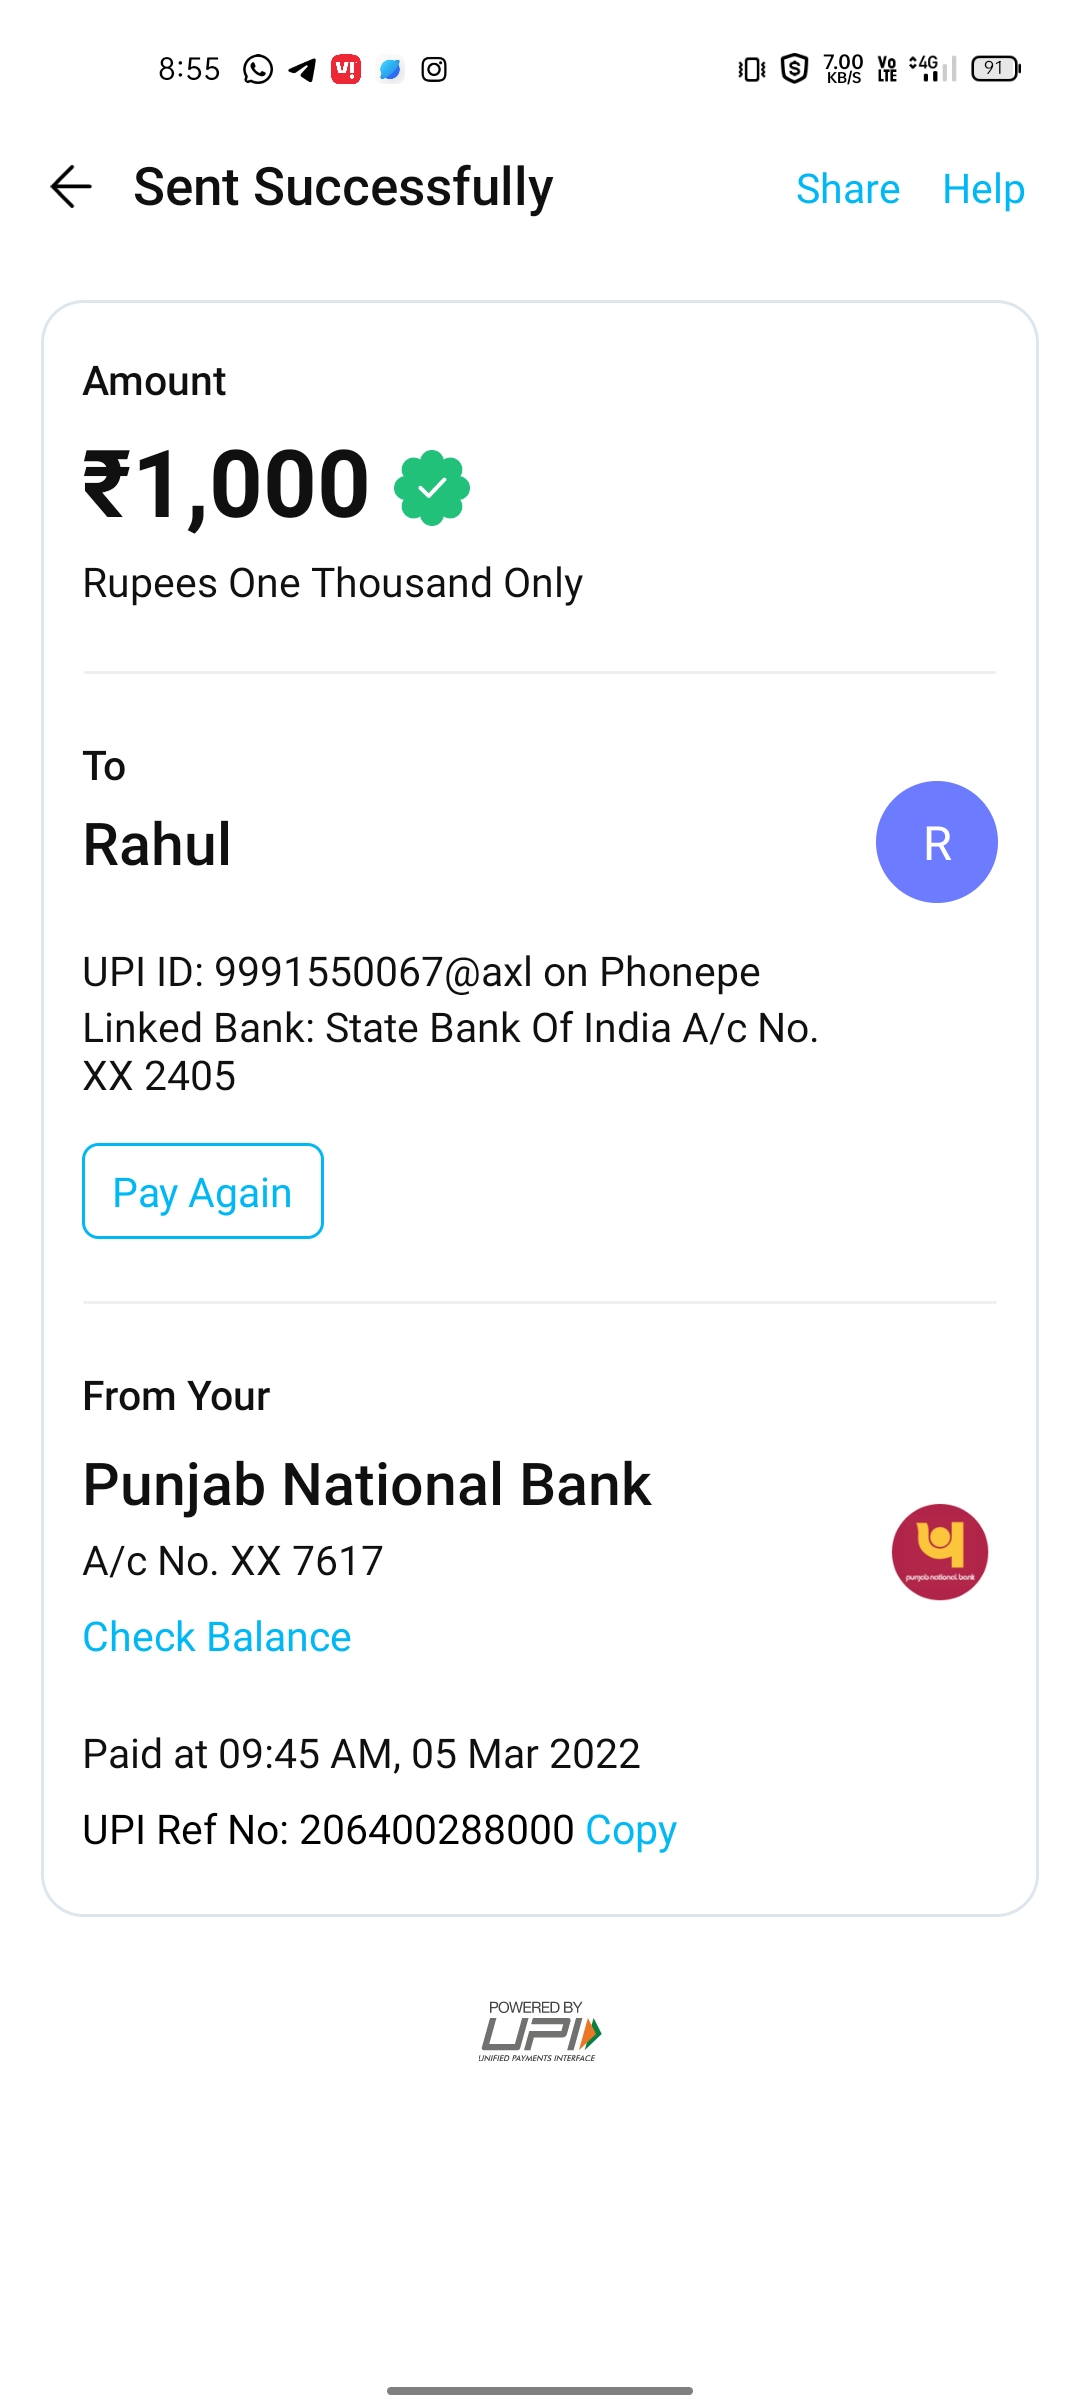 8:55 7.00 KB/S Vo LTE 4G 91
Sent Successfully Share Help
Amount
₹1,000
Rupees One Thousand Only
To
Rahul
R
UPI ID: 9991550067@axl on Phonepe
Linked Bank: State Bank Of India A/c No.
XX 2405
Pay Again
From Your
Punjab National Bank
punjab national bank
A/c No. XX 7617
Check Balance
Paid at 09:45 AM, 05 Mar 2022
UPI Ref No: 206400288000 Copy
POWERED BY
UPI
UNIFIED PAYMENTS INTERFACE